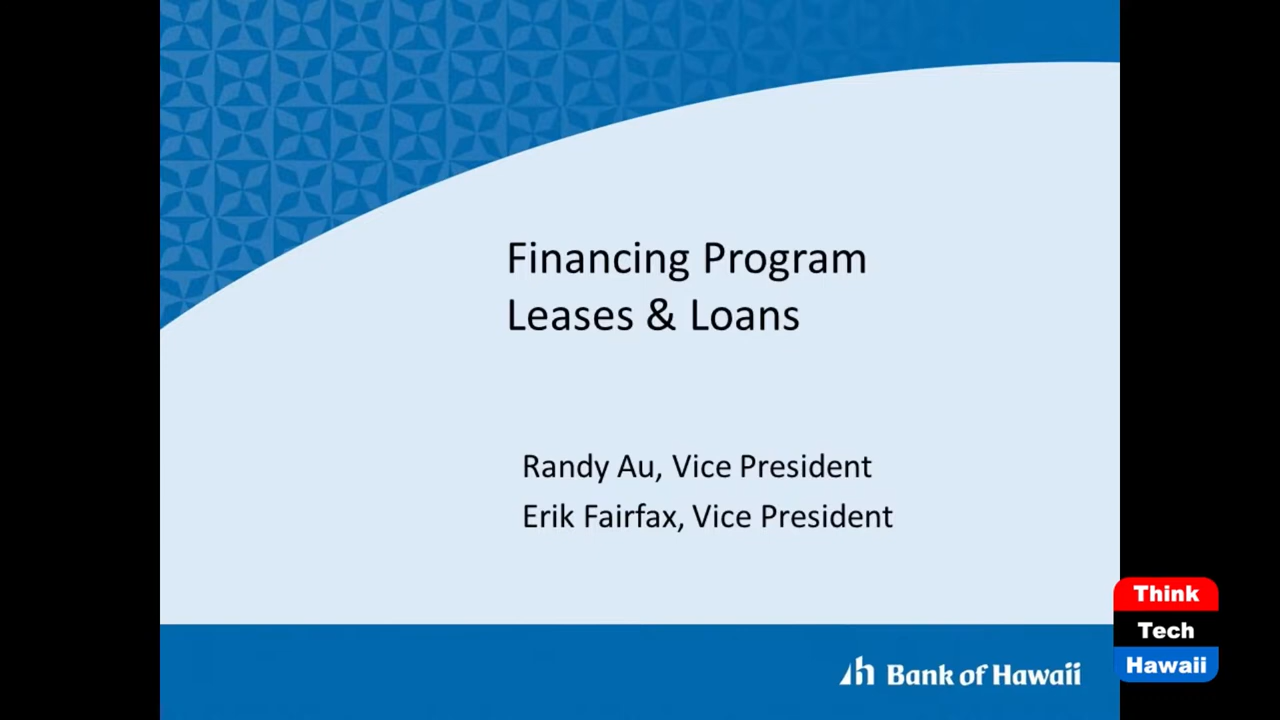 Financing Program
Leases & Loans
Randy Au, Vice President
Erik Fairfax, Vice President
Bank of Hawaii
Think
Tech
Hawaii